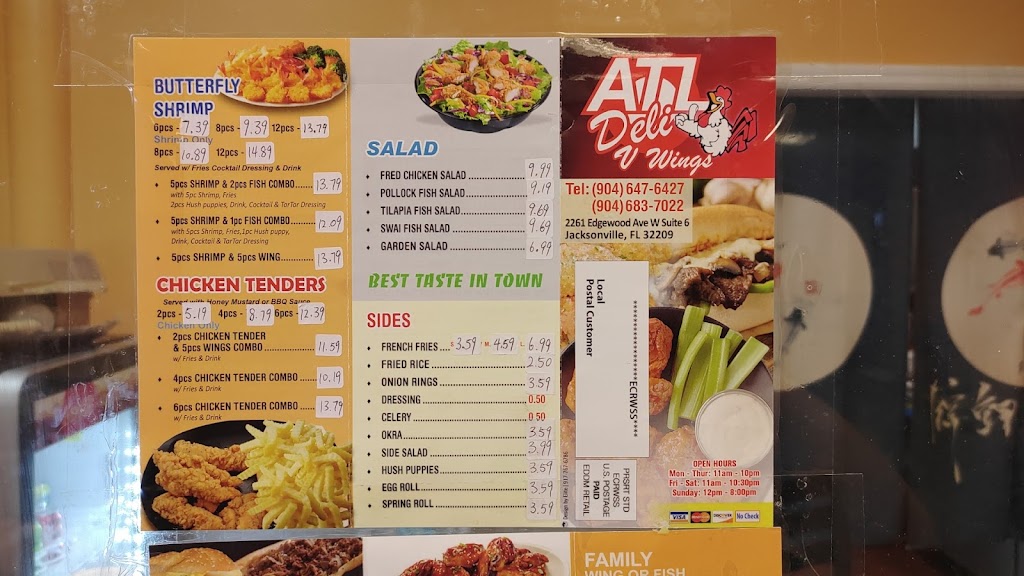 BUTTERFLY
SHRIMP
6pcs - 7.39 8pcs - 9.39 12pcs - 13.79
Shrimp Only
8pcs - 10.89 12pcs - 14.89
Served w/ Fries Cocktail Dressing & Drink
5pcs SHRIMP & 2pcs FISH COMBO....... 13.79
with 5pc Shrimp, Fries
2pcs Hush puppies, Drink, Cocktail & TarTar Dressing
5pcs SHRIMP & 1pc FISH COMBO........ 12.09
with 5pcs Shrimp, Fries,1pc Hush puppy,
Drink, Cocktail & TarTar Dressing
5pcs SHRIMP & 5pcs WING........... 13.79
CHICKEN TENDERS
Served with Honey Mustard or BBQ Sauce
2pcs - 5.19 4pcs - 8.79 6pcs - 12.39
Chicken Only
2pcs CHICKEN TENDER
& 5pcs WINGS COMBO.................. 11.59
w/ Fries & Drink
4pcs CHICKEN TENDER COMBO...... 10.19
w/ Fries & Drink
6pcs CHICKEN TENDER COMBO..... 13.79
w/ Fries & Drink
SALAD
FRED CHICKEN SALAD .................. 9.99
POLLOCK FISH SALAD................... 9.19
TILAPIA FISH SALAD.................... 9.69
SWAI FISH SALAD ....................... 9.69
GARDEN SALAD .......................... 6.99
BEST TASTE IN TOWN
SIDES
FRENCH FRIES.... S 3.59 M. 4.59 L- 6.99
FRIED RICE .............................. 2.50
ONION RINGS ........................... 3.59
DRESSING ................................ 0.50
CELERY .................................... 0.50
OKRA ....................................... 3.59
SIDE SALAD .............................. 3.99
HUSH PUPPIES........................... 3.59
EGG ROLL................................. 3.59
SPRING ROLL............................. 3.59
ATL
Deli
V Wings
Tel: (904) 647-6427
(904) 683-7022
2261 Edgewood Ave W Suite 6
Jacksonville, FL 32209
Local
Postal Customer
****************ECRWSS****
PRSRT STD
ECRWSS
U.S. POSTAGE
PAID
EDDM RETAIL
OPEN HOURS
Mon - Thur: 11am - 10pm
Fri - Sat: 11am - 10:30pm
Sunday: 12pm - 8:00pm
VISA MasterCard DISCOVER No Check
FAMILY
WING OR FISH